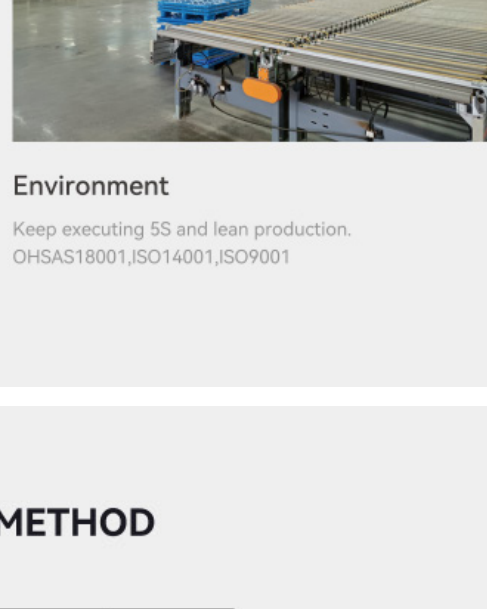 Environment
Keep executing 5S and lean production.
OHSAS18001,ISO14001,ISO9001
METHOD